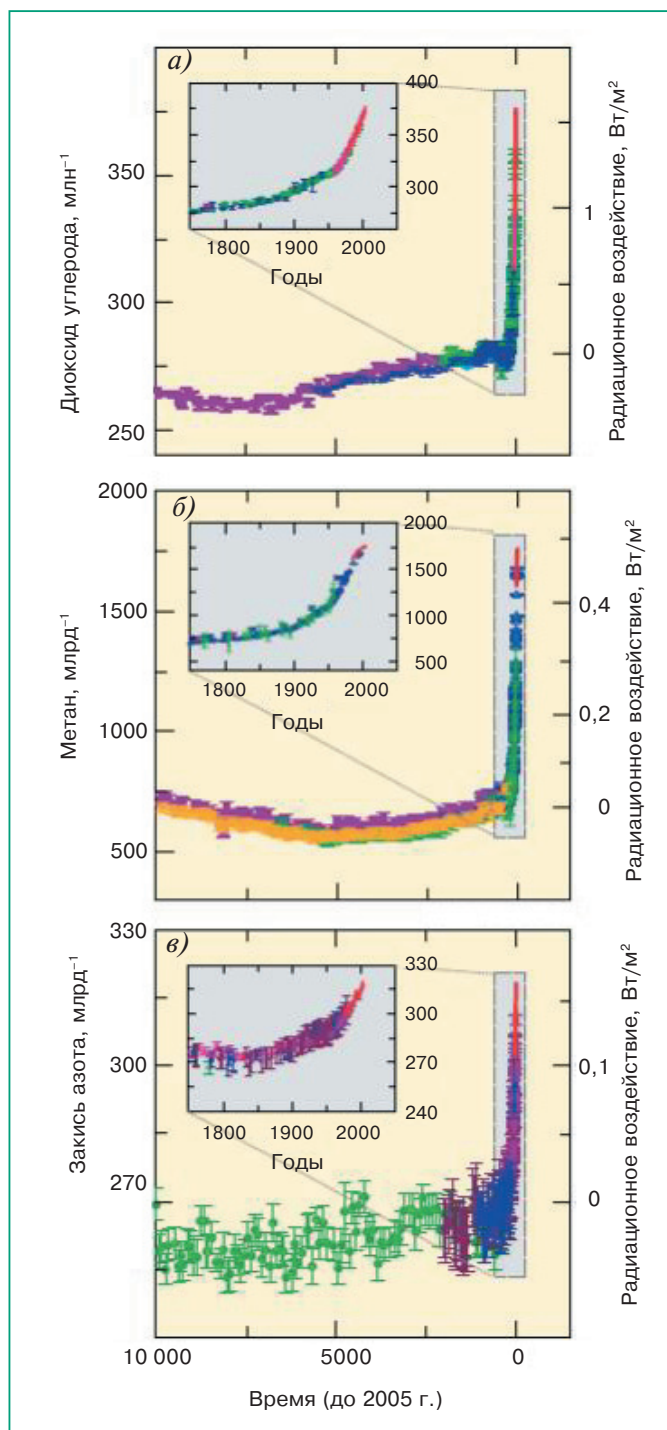 а)
400
350
300
1800 1900 2000
Годы
350
300
250
Диоксид углерода, млн⁻¹
1
0
Радиационное воздействие, Вт/м²
б)
2000
1500
1000
500
1800 1900 2000
Годы
2000
1500
1000
500
Метан, млрд⁻¹
0,4
0,2
0
Радиационное воздействие, Вт/м²
в)
330
300
270
240
1800 1900 2000
Годы
330
300
270
Закись азота, млрд⁻¹
0,1
0
Радиационное воздействие, Вт/м²
10 000 5000 0
Время (до 2005 г.)